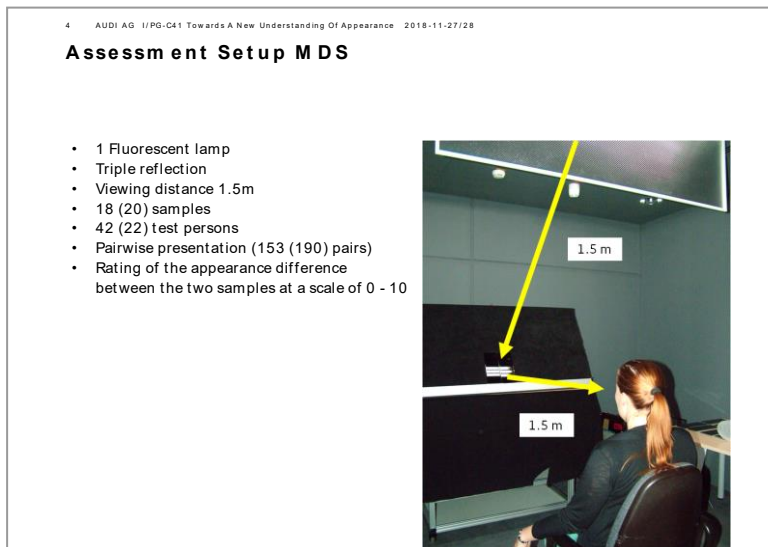 4 AUDI AG I/PG-C41 Towards A New Understanding Of Appearance 2018-11-27/28
Assessment Setup MDS
• 1 Fluorescent lamp
• Triple reflection
• Viewing distance 1.5m
• 18 (20) samples
• 42 (22) test persons
• Pairwise presentation (153 (190) pairs)
• Rating of the appearance difference
between the two samples at a scale of 0 - 10
1.5 m
1.5 m